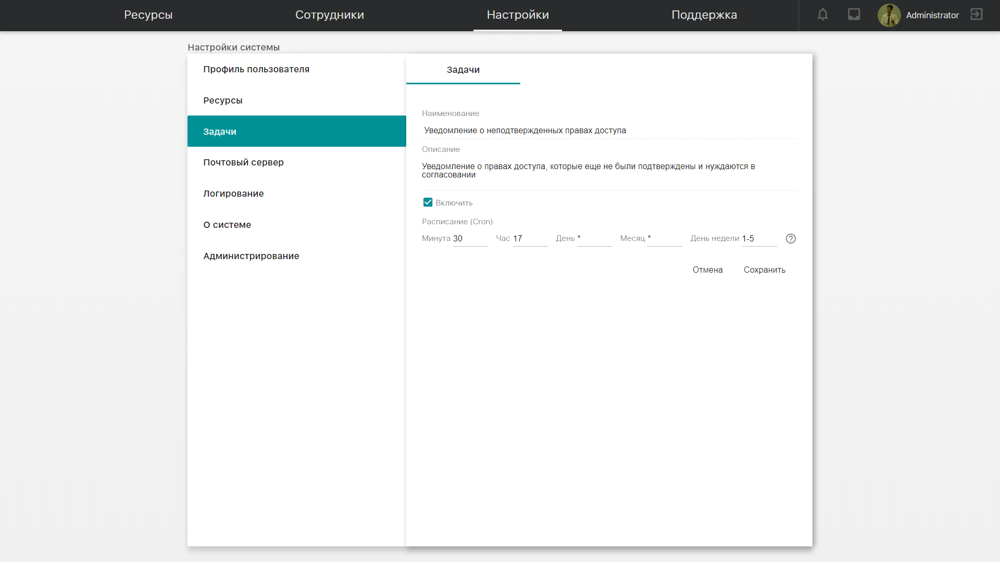 Ресурсы Сотрудники Настройки Поддержка Administrator
Настройки системы
Профиль пользователя
Ресурсы
Задачи
Почтовый сервер
Логирование
О системе
Администрирование
Задачи
Наименование
Уведомление о неподтвержденных правах доступа
Описание
Уведомление о правах доступа, которые еще не были подтверждены и нуждаются в
согласовании
Включить
Расписание (Cron)
Минута 30 Час 17 День * Месяц * День недели 1-5 ?
Отмена Сохранить